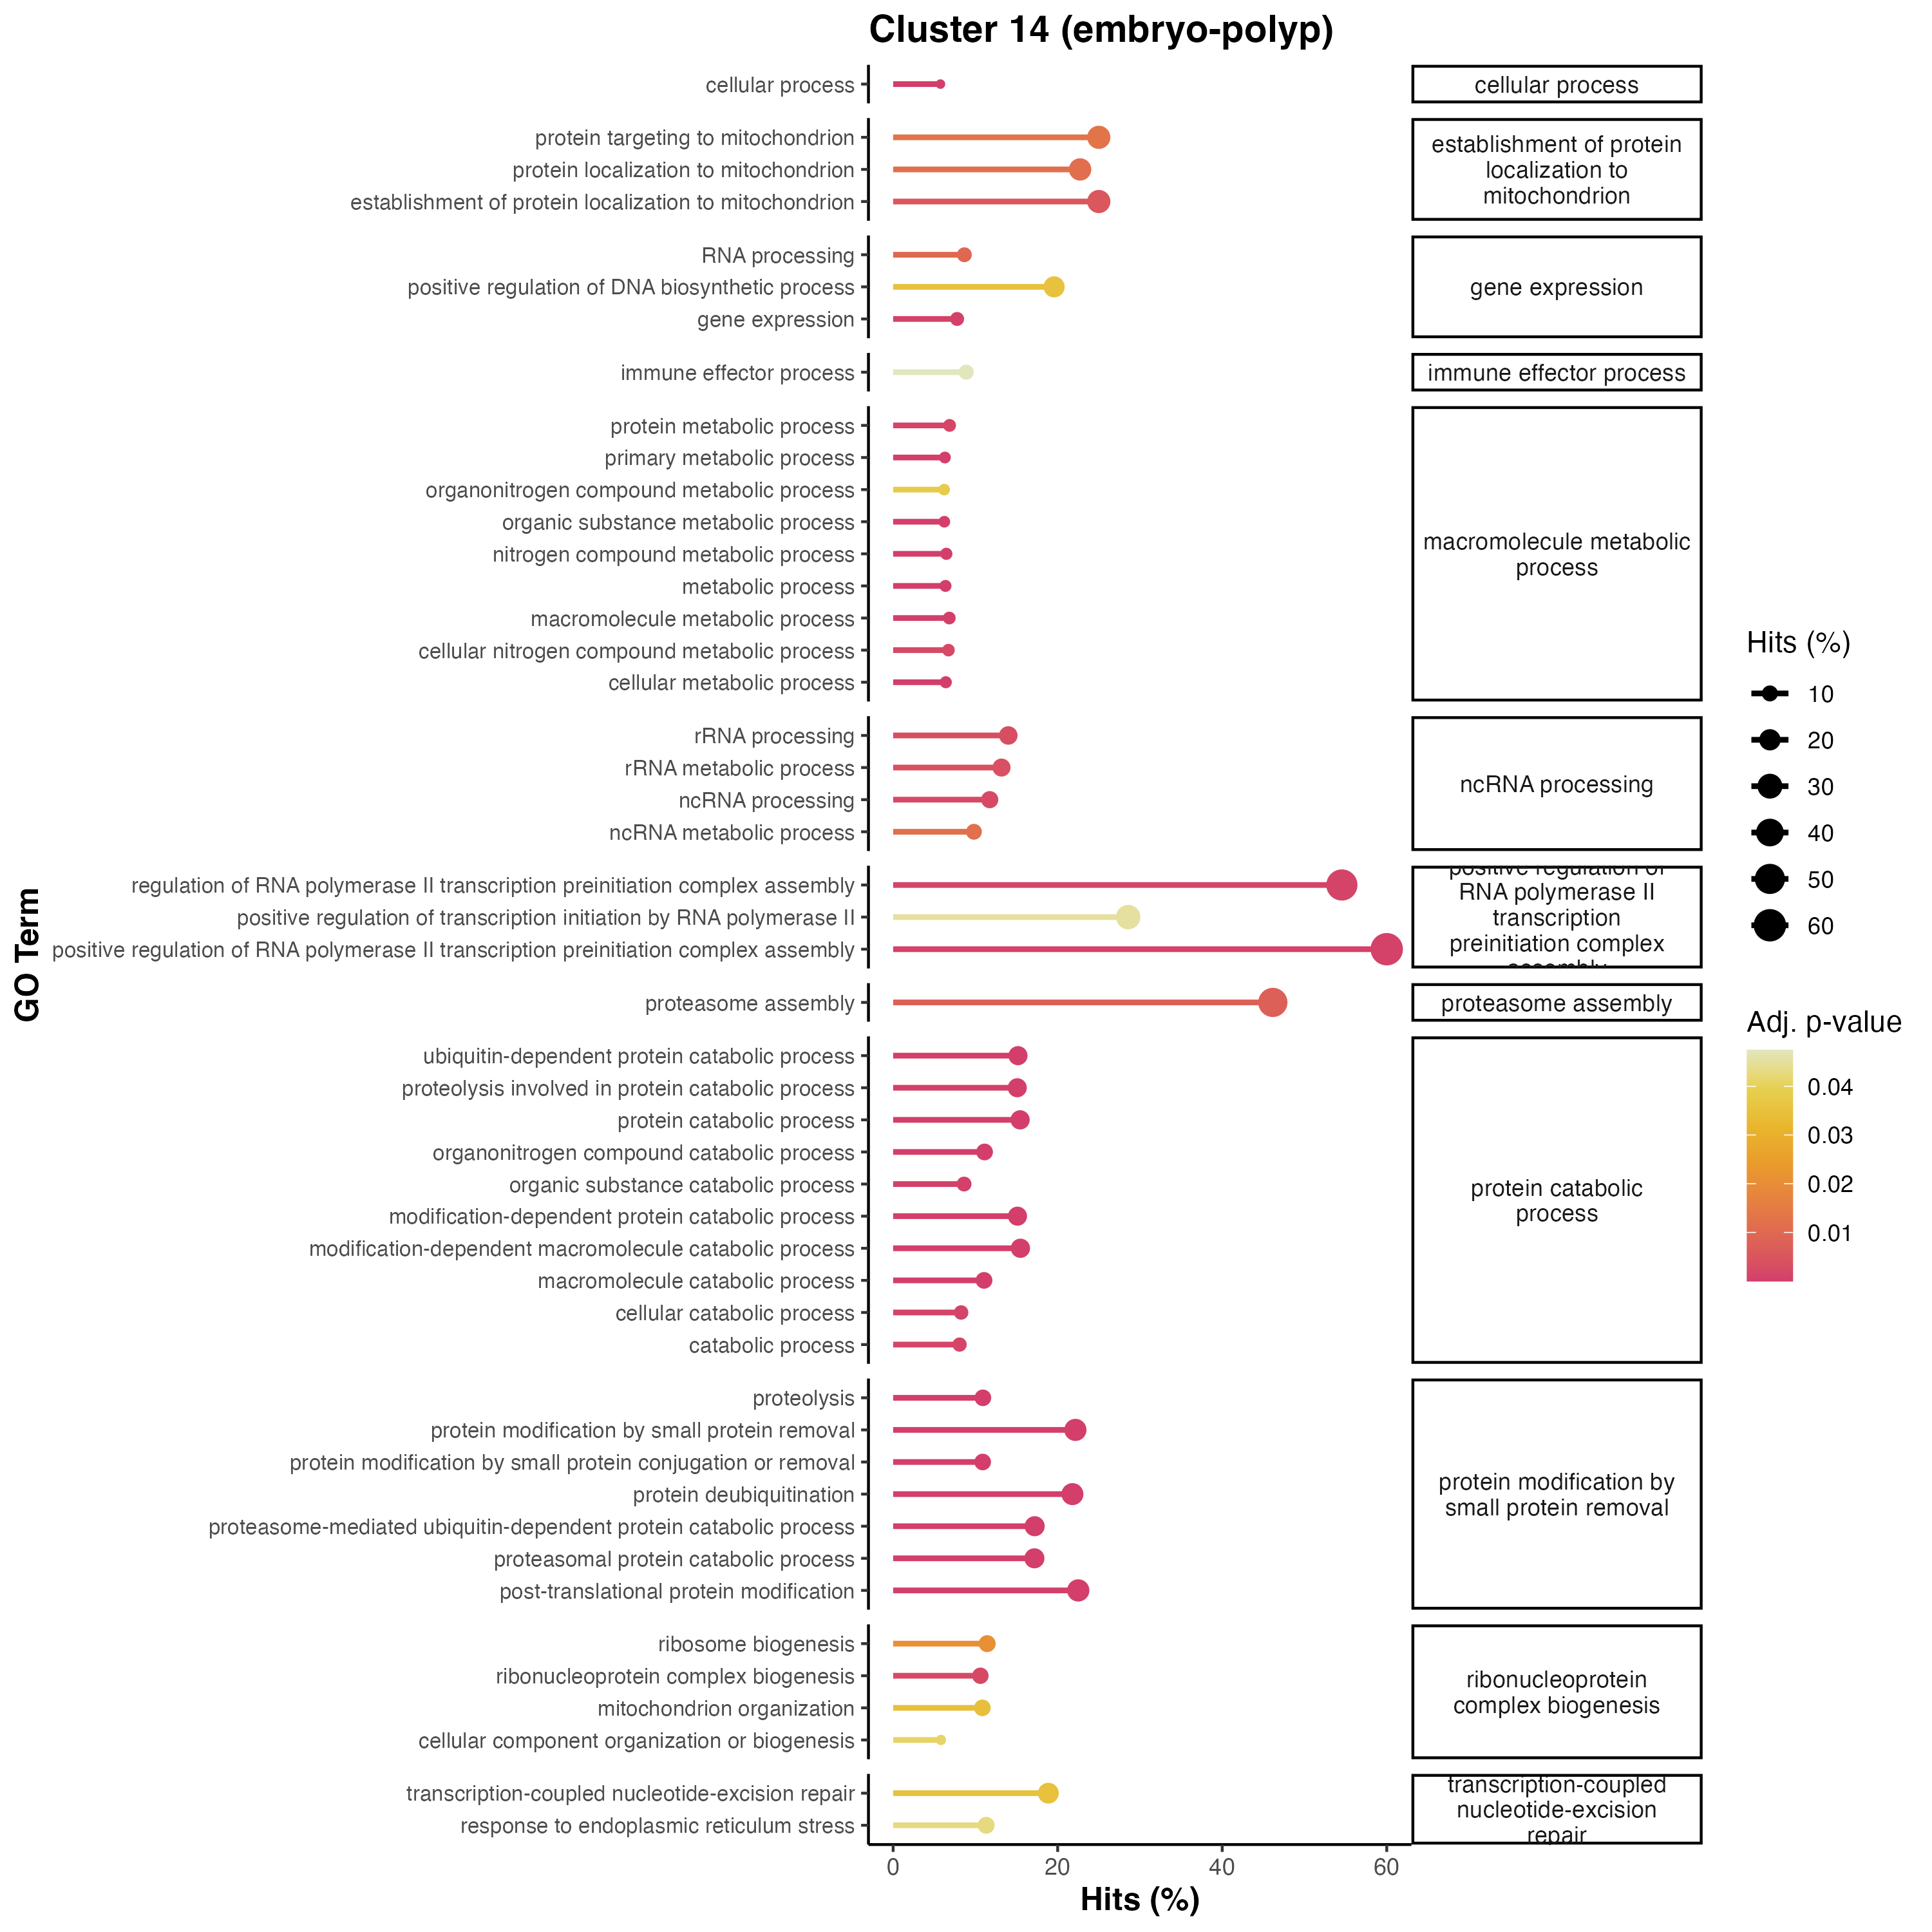 Cluster 14 (embryo-polyp)
cellular process
cellular process
protein targeting to mitochondrion
protein localization to mitochondrion
establishment of protein localization to mitochondrion
establishment of protein
localization to
mitochondrion
RNA processing
positive regulation of DNA biosynthetic process
gene expression
gene expression
immune effector process
immune effector process
protein metabolic process
primary metabolic process
organonitrogen compound metabolic process
organic substance metabolic process
nitrogen compound metabolic process
metabolic process
macromolecule metabolic process
cellular nitrogen compound metabolic process
cellular metabolic process
macromolecule metabolic
process
rRNA processing
rRNA metabolic process
ncRNA processing
ncRNA metabolic process
ncRNA processing
regulation of RNA polymerase II transcription preinitiation complex assembly
positive regulation of transcription initiation by RNA polymerase II
positive regulation of RNA polymerase II transcription preinitiation complex assembly
positive regulation of
RNA polymerase II
transcription
preinitiation complex
assembly
proteasome assembly
proteasome assembly
ubiquitin-dependent protein catabolic process
proteolysis involved in protein catabolic process
protein catabolic process
organonitrogen compound catabolic process
organic substance catabolic process
modification-dependent protein catabolic process
modification-dependent macromolecule catabolic process
macromolecule catabolic process
cellular catabolic process
catabolic process
protein catabolic
process
proteolysis
protein modification by small protein removal
protein modification by small protein conjugation or removal
protein deubiquitination
proteasome-mediated ubiquitin-dependent protein catabolic process
proteasomal protein catabolic process
post-translational protein modification
protein modification by
small protein removal
ribosome biogenesis
ribonucleoprotein complex biogenesis
mitochondrion organization
cellular component organization or biogenesis
ribonucleoprotein
complex biogenesis
transcription-coupled nucleotide-excision repair
response to endoplasmic reticulum stress
transcription-coupled
nucleotide-excision
repair
0
20
40
60
Hits (%)
GO Term
Hits (%)
10
20
30
40
50
60
Adj. p-value
0.04
0.03
0.02
0.01